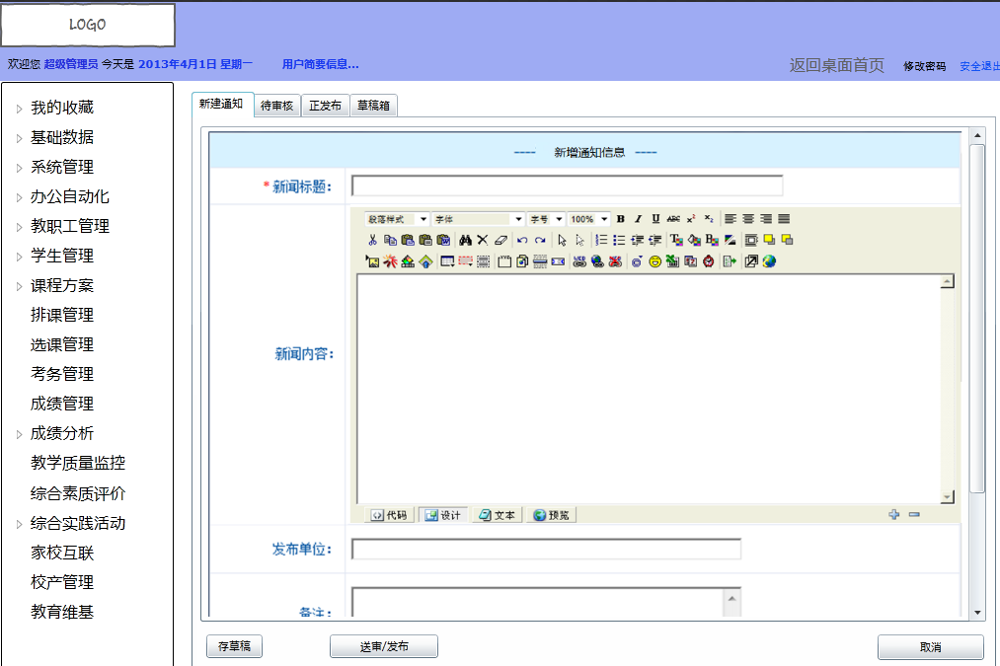 LOGO
欢迎您 超级管理员 今天是 2013年4月1日 星期一 用户简要信息... 返回桌面首页 修改密码 安全退出
我的收藏
基础数据
系统管理
办公自动化
教职工管理
学生管理
课程方案
排课管理
选课管理
考务管理
成绩管理
成绩分析
教学质量监控
综合素质评价
综合实践活动
家校互联
校产管理
教育维基
新建通知 待审核 正发布 草稿箱
---- 新增通知信息 ----
* 新闻标题:
段落样式 字体 字号 100% B I U ABC x² x₂
新闻内容:
代码 设计 文本 预览
发布单位:
备注:
存草稿 送审/发布 取消